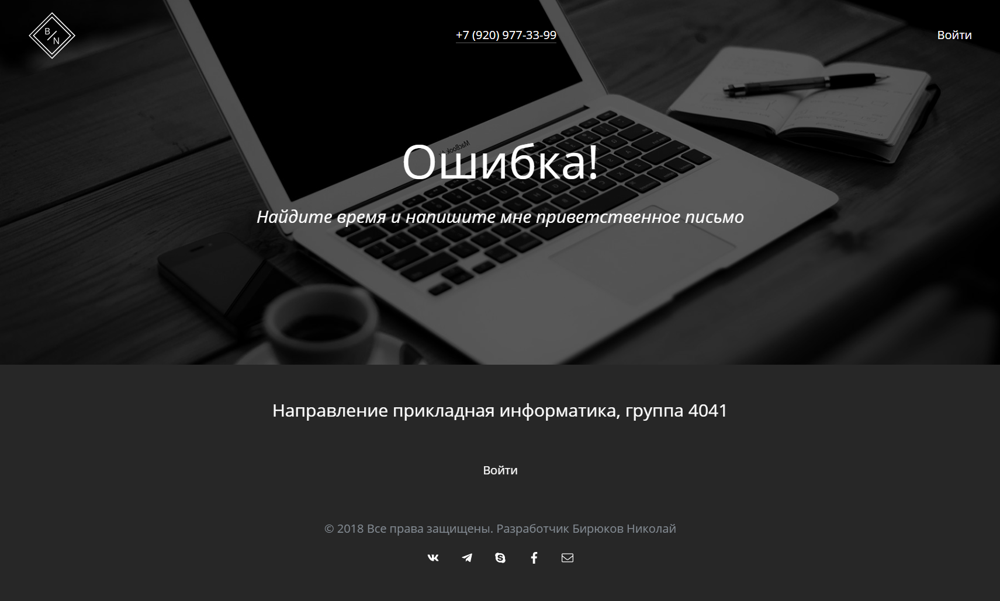 B
N
+7 (920) 977-33-99
Войти
MacBook
Ошибка!
Найдите время и напишите мне приветственное письмо
Направление прикладная информатика, группа 4041
Войти
© 2018 Все права защищены. Разработчик Бирюков Николай